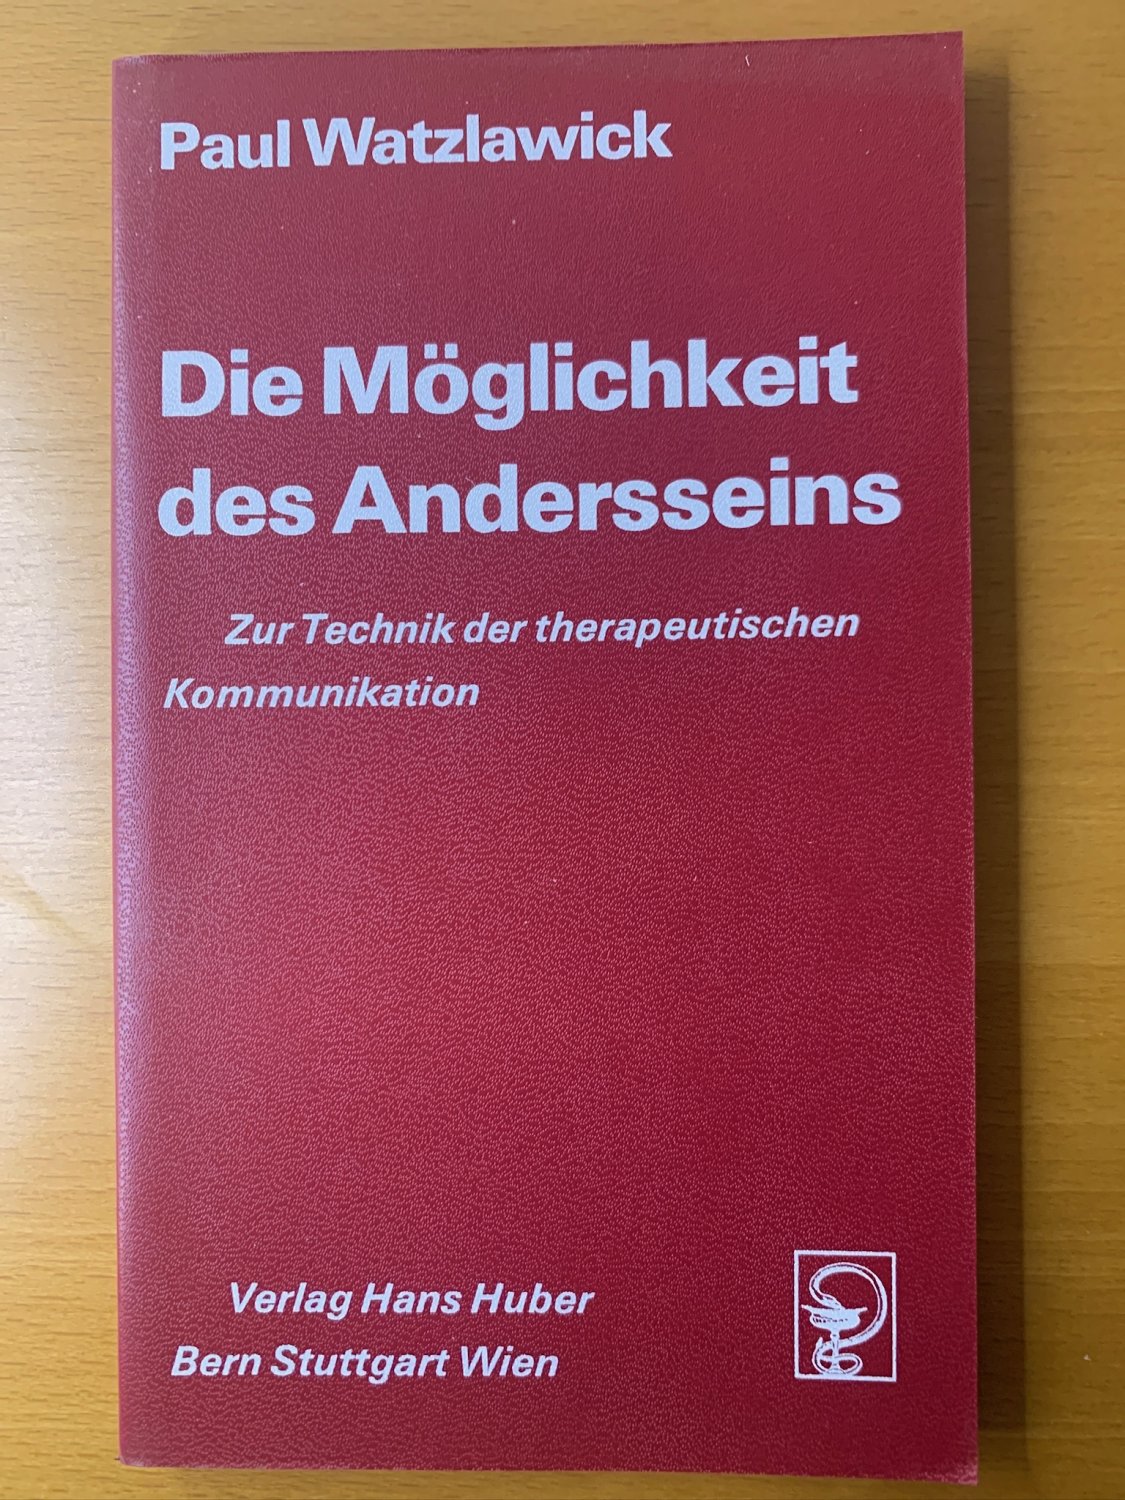 Paul Watzlawick
Die Möglichkeit
des Andersseins
Zur Technik der therapeutischen
Kommunikation
Verlag Hans Huber
Bern Stuttgart Wien